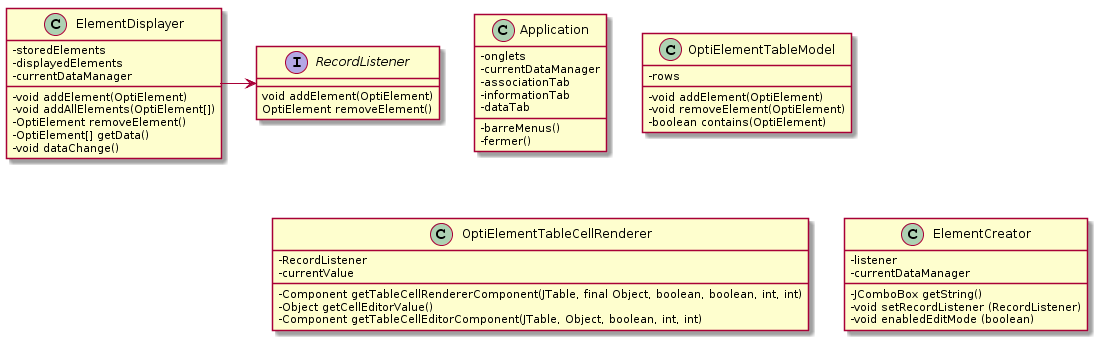 C ElementDisplayer
-storedElements
-displayedElements
-currentDataManager
-void addElement(OptiElement)
-void addAllElements(OptiElement[])
-OptiElement removeElement()
-OptiElement[] getData()
-void dataChange()
I RecordListener
void addElement(OptiElement)
OptiElement removeElement()
C Application
-onglets
-currentDataManager
-associationTab
-informationTab
-dataTab
-barreMenus()
-fermer()
C OptiElementTableModel
-rows
-void addElement(OptiElement)
-void removeElement(OptiElement)
-boolean contains(OptiElement)
C OptiElementTableCellRenderer
-RecordListener
-currentValue
-Component getTableCellRendererComponent(JTable, final Object, boolean, boolean, int, int)
-Object getCellEditorValue()
-Component getTableCellEditorComponent(JTable, Object, boolean, int, int)
C ElementCreator
-listener
-currentDataManager
-JComboBox getString()
-void setRecordListener (RecordListener)
-void enabledEditMode (boolean)